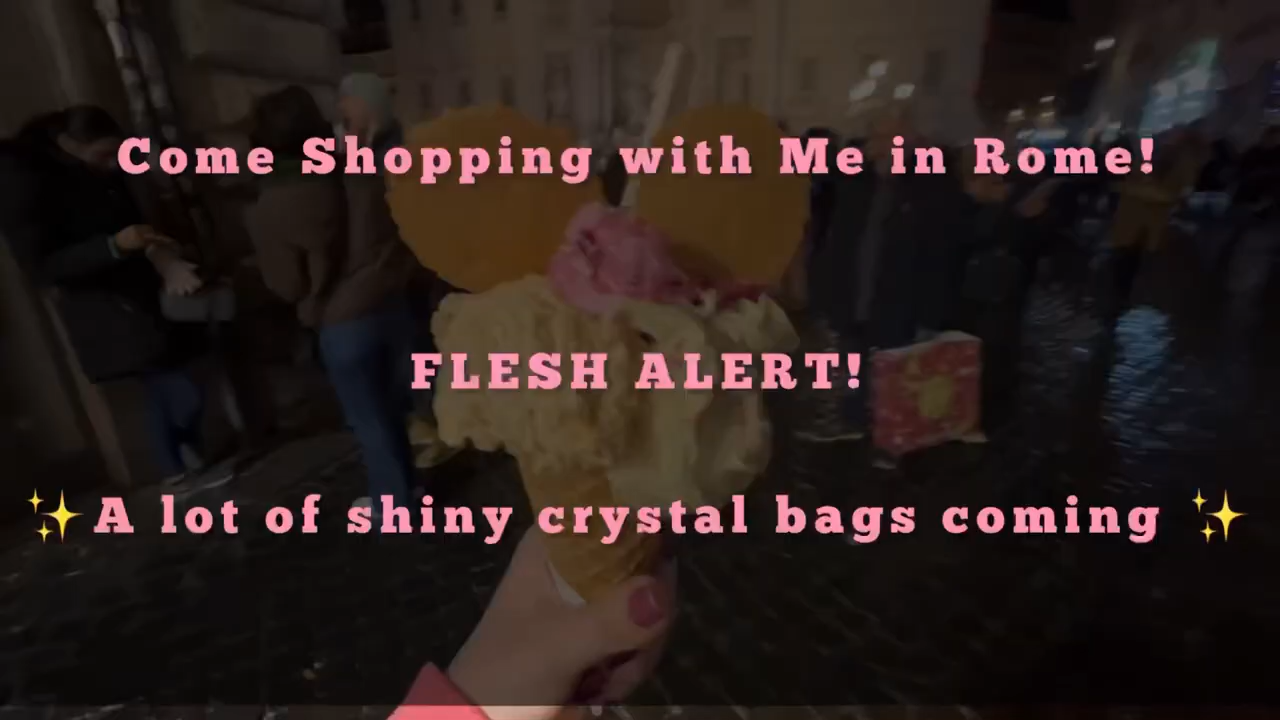 Come Shopping with Me in Rome!
FLESH ALERT!
✨A lot of shiny crystal bags coming ✨